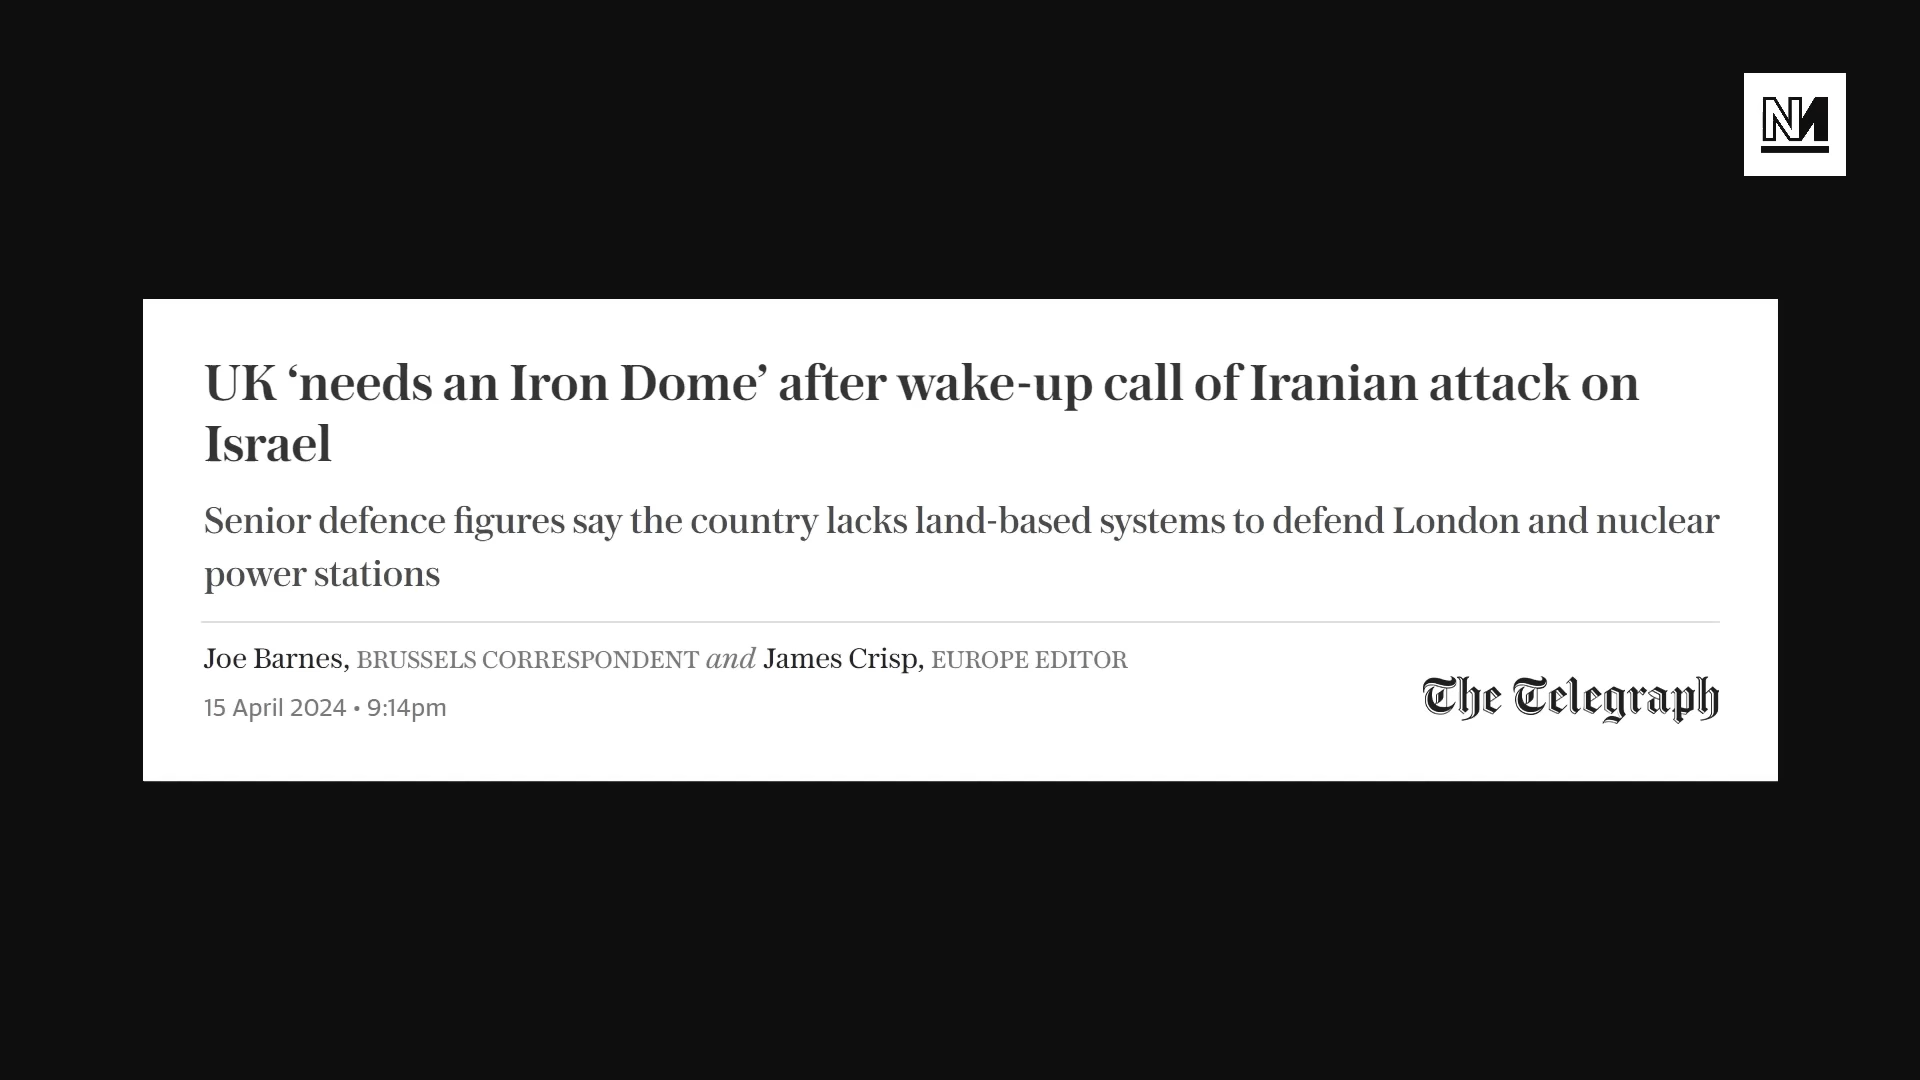 NM
UK ‘needs an Iron Dome’ after wake-up call of Iranian attack on
Israel
Senior defence figures say the country lacks land-based systems to defend London and nuclear
power stations
Joe Barnes, BRUSSELS CORRESPONDENT and James Crisp, EUROPE EDITOR
15 April 2024 • 9:14pm
The Telegraph